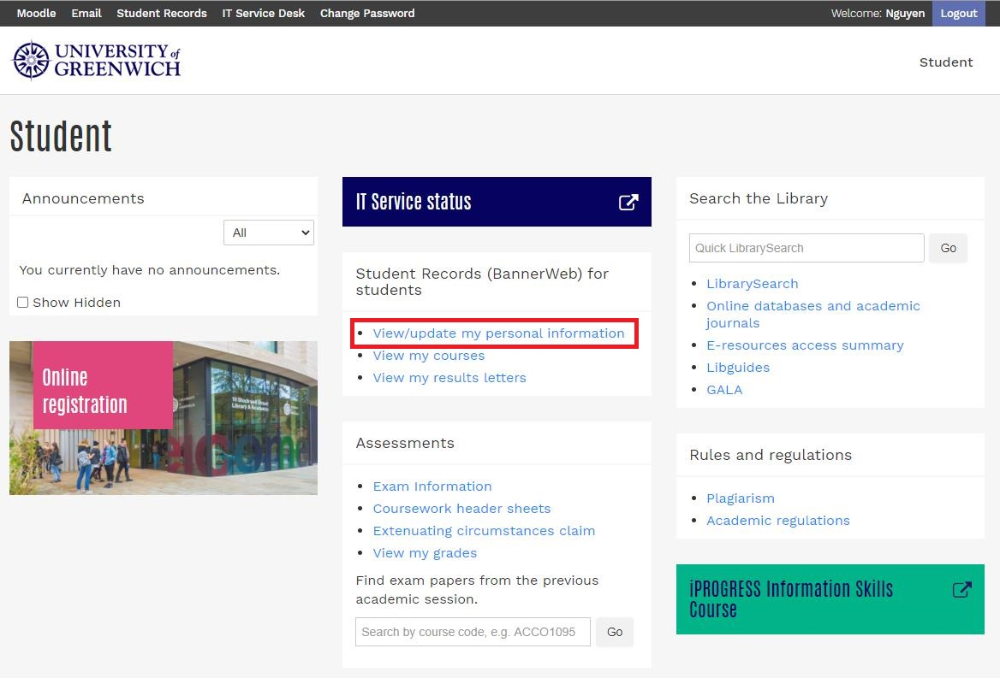 Moodle Email Student Records IT Service Desk Change Password Welcome: Nguyen Logout
UNIVERSITY of
GREENWICH
Student
Student
Announcements
All
You currently have no announcements.
Show Hidden
Online
registration
10 Stockwell Street
Library & Academic
IT Service status
Student Records (BannerWeb) for
students
View/update my personal information
View my courses
View my results letters
Assessments
Exam Information
Coursework header sheets
Extenuating circumstances claim
View my grades
Find exam papers from the previous
academic session.
Search by course code, e.g. ACCO1095 Go
Search the Library
Quick LibrarySearch Go
LibrarySearch
Online databases and academic
journals
E-resources access summary
Libguides
GALA
Rules and regulations
Plagiarism
Academic regulations
iPROGRESS Information Skills
Course